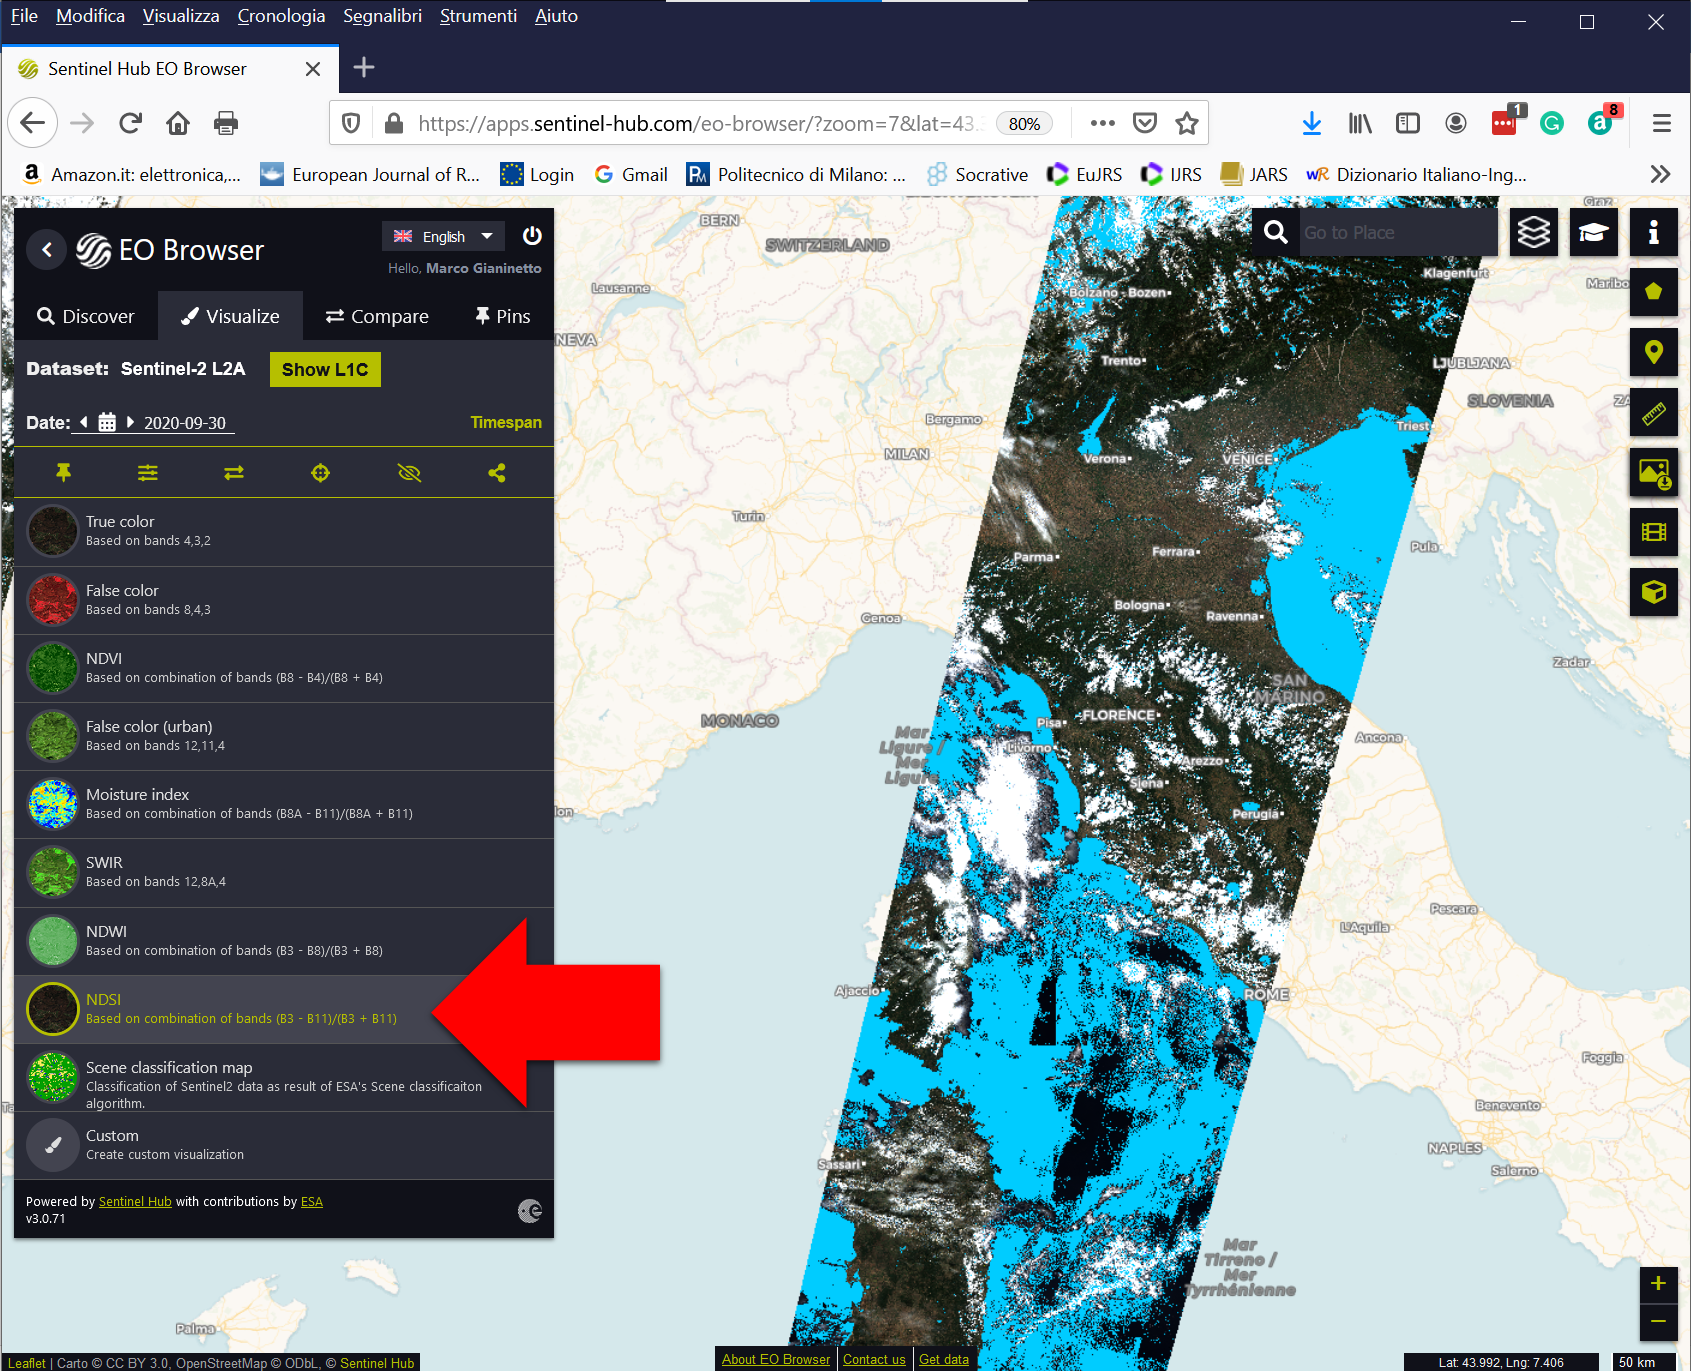 File Modifica Visualizza Cronologia Segnalibri Strumenti Aiuto
Sentinel Hub EO Browser
https://apps.sentinel-hub.com/eo-browser/?zoom=7&lat=43. 80%
1
8
Amazon.it: elettronica,... European Journal of R... Login Gmail Politecnico di Milano: ... Socrative EuJRS IJRS JARS Dizionario Italiano-Ing...
EO Browser
English
Hello, Marco Gianinetto
Discover Visualize Compare Pins
Dataset: Sentinel-2 L2A Show L1C
Date: 2020-09-30 Timespan
True color
Based on bands 4,3,2
False color
Based on bands 8,4,3
NDVI
Based on combination of bands (B8 - B4)/(B8 + B4)
False color (urban)
Based on bands 12,11,4
Moisture index
Based on combination of bands (B8A - B11)/(B8A + B11)
SWIR
Based on bands 12,8A,4
NDWI
Based on combination of bands (B3 - B8)/(B3 + B8)
NDSI
Based on combination of bands (B3 - B11)/(B3 + B11)
Scene classification map
Classification of Sentinel2 data as result of ESA's Scene classificaiton
algorithm.
Custom
Create custom visualization
Powered by Sentinel Hub with contributions by ESA
v3.0.71
Go to Place
BERN
SWITZERLAND
Lausanne
NEVA
Graz
Klagenfurt
Maribo
Bolzano - Bozen
Trento
LJUBLJANA
SLOVENIA
ZA
Bergamo
Triest
MILAN
Verona
VENICE
Turin
Parma
Ferrara
Pula
Bologna
Ravenna
Genoa
Zadar
SAN
MARINO
MONACO
Pisa
FLORENCE
Mar
Ligure /
Mer
Ligure
Livorno
Ancona
Arezzo
Siena
Perugia
lon
Pescara
L'Aquila
Ajaccio
ROME
Foggia
Benevento
NAPLES
Salerno
Sassari
Mar
Tirreno /
Mer
Tyrrhénienne
Palma
Leaflet | Carto © CC BY 3.0, OpenStreetMap © ODbL, © Sentinel Hub
About EO Browser Contact us Get data
Lat: 43.992, Lng: 7.406
50 km